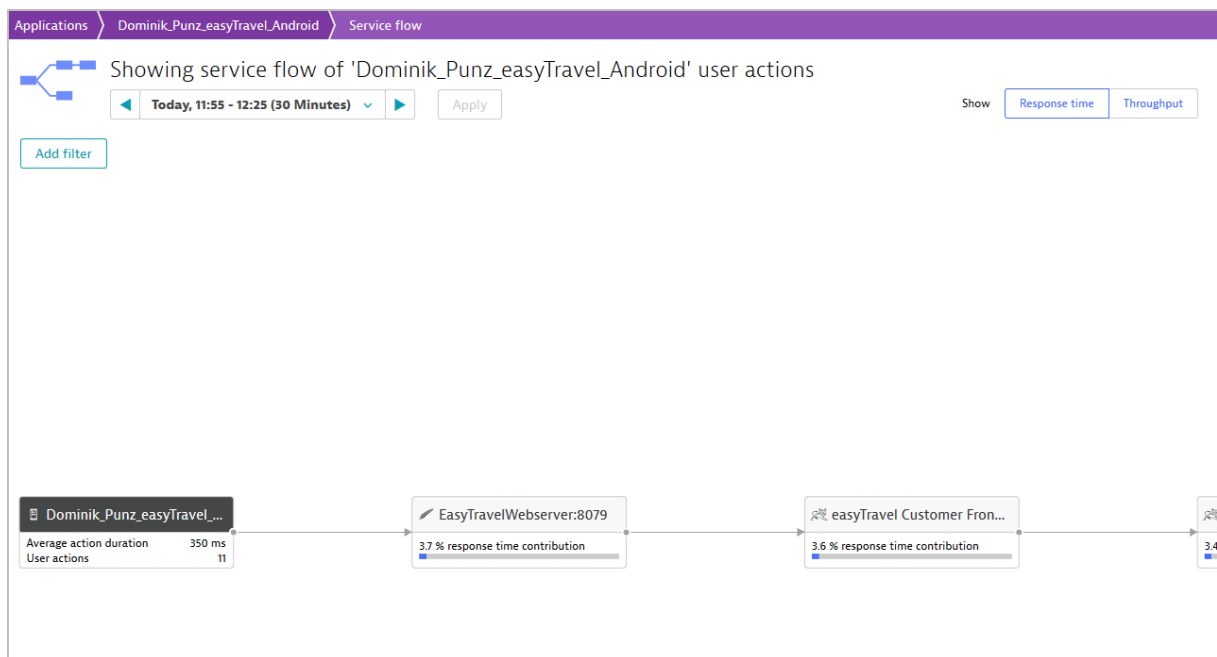 Applications
Dominik_Punz_easyTravel_Android
Service flow
Showing service flow of 'Dominik_Punz_easyTravel_Android' user actions
Today, 11:55 - 12:25 (30 Minutes)
Apply
Show
Response time
Throughput
Add filter
Dominik_Punz_easyTravel_...
Average action duration 350 ms
User actions 11
EasyTravelWebserver:8079
3.7 % response time contribution
easyTravel Customer Fron...
3.6 % response time contribution
3.4